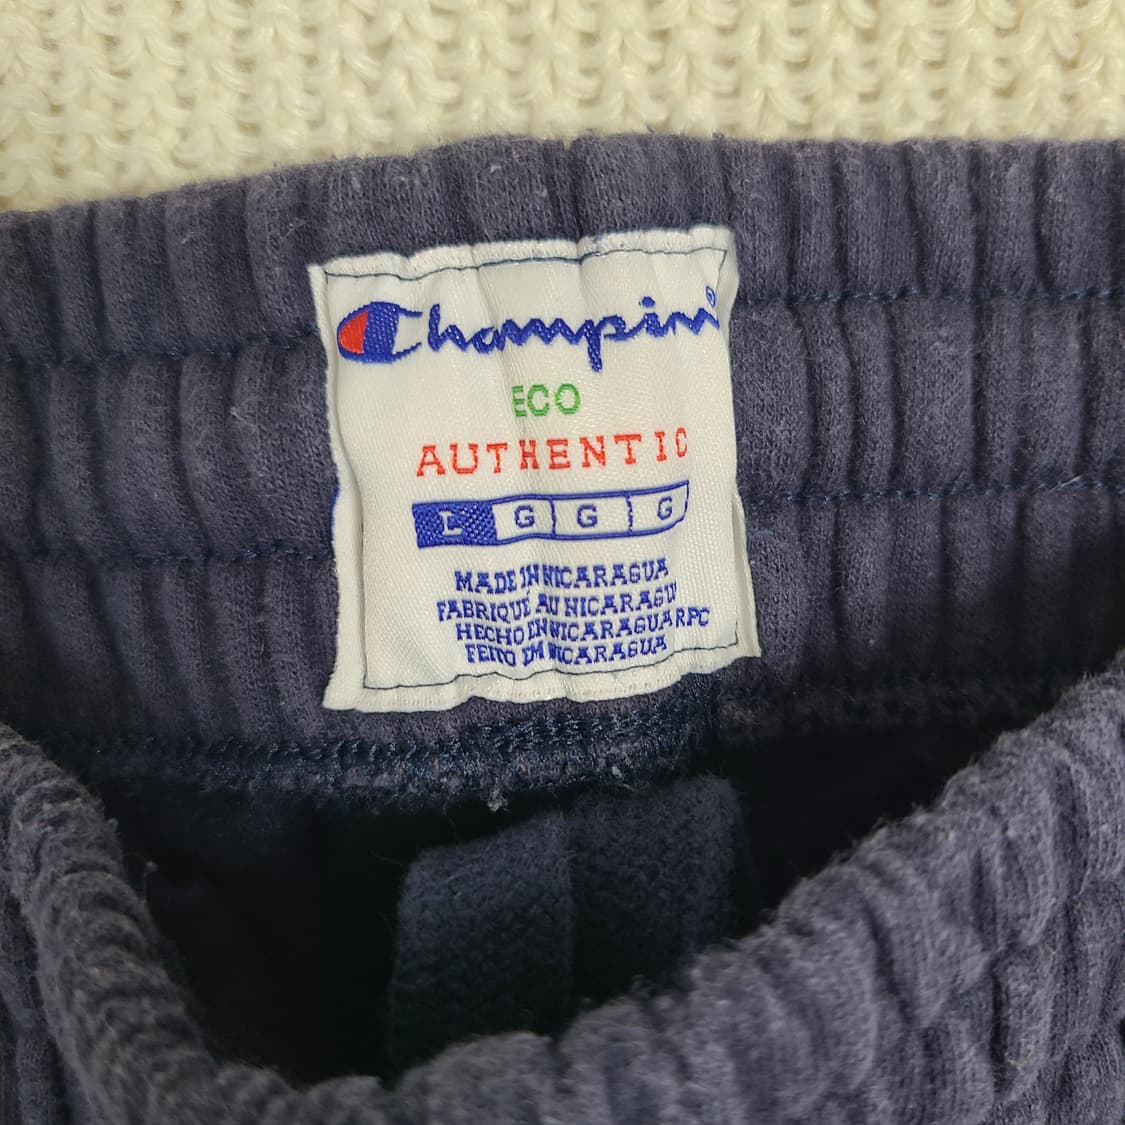 Champion®
ECO
AUTHENTIC
L G G G
MADE IN NICARAGUA
FABRIQUÉ AU NICARAGUA
HECHO EN NICARAGUA RPC
FEITO EM NICARAGUA